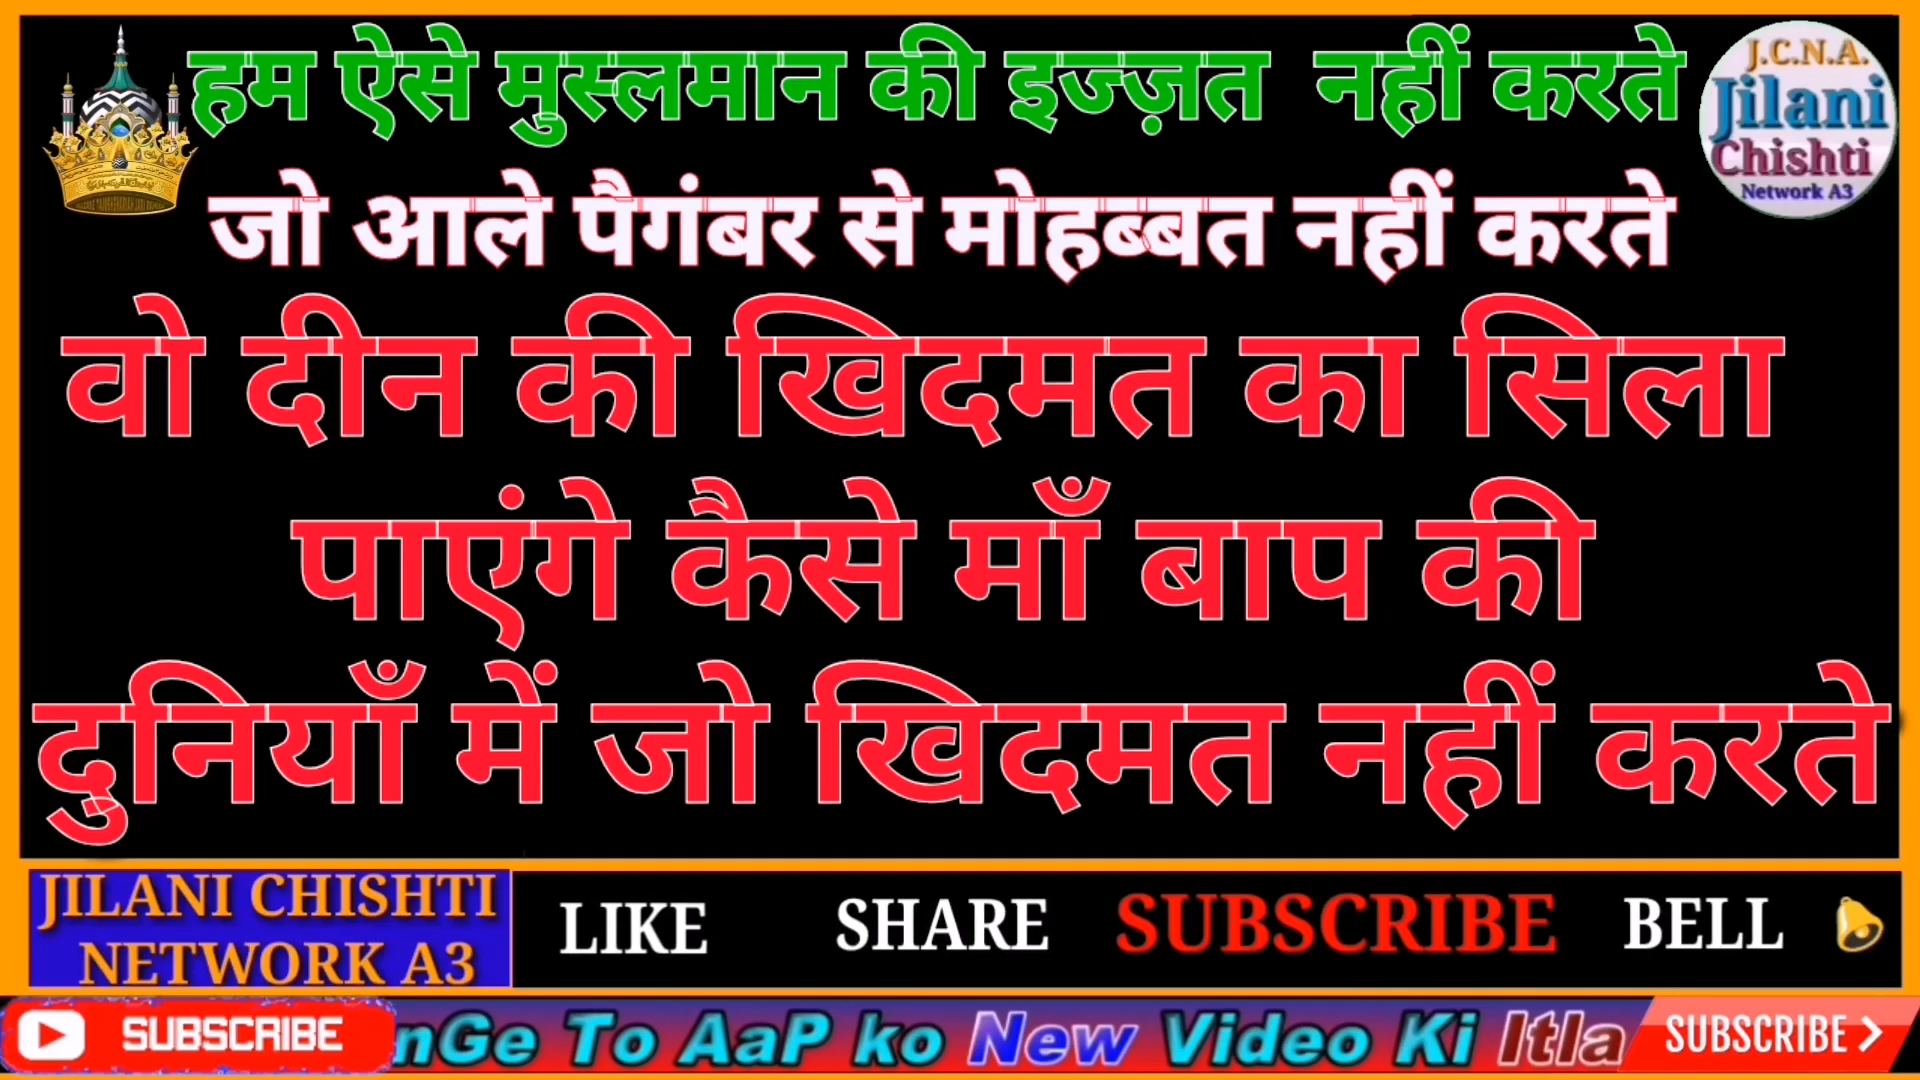 हम ऐसे मुस्लमान की इज्ज़त नहीं करते
J.C.N.A.
Jilani
Chishti
Network A3
जो आले पैगंबर से मोहब्बत नहीं करते
वो दीन की खिदमत का सिला
पाएंगे कैसे माँ बाप की
दुनियाँ में जो खिदमत नहीं करते
JILANI CHISHTI
NETWORK A3
LIKE SHARE SUBSCRIBE BELL
SUBSCRIBE nGe To AaP ko New Video Ki Itla SUBSCRIBE